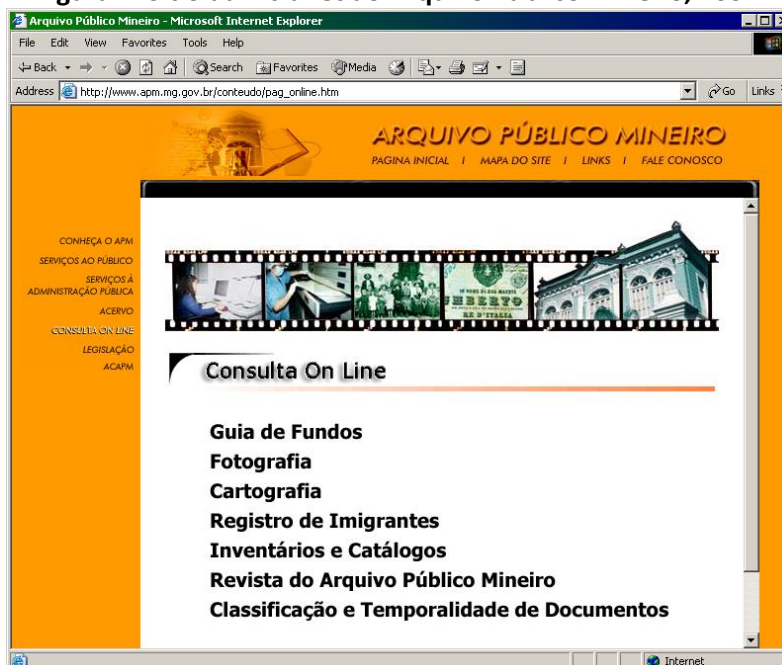 Arquivo Público Mineiro - Microsoft Internet Explorer
File Edit View Favorites Tools Help
Back Search Favorites Media
Address http://www.apm.mg.gov.br/conteudo/pag_online.htm Go Links
ARQUIVO PÚBLICO MINEIRO
PAGINA INICIAL I MAPA DO SITE I LINKS I FALE CONOSCO
CONHEÇA O APM
SERVIÇOS AO PÚBLICO
SERVIÇOS À
ADMINISTRAÇÃO PÚBLICA
ACERVO
CONSULTA ON LINE
LEGISLAÇÃO
ACAPM
UMBERTO
RE D'ITALIA
Consulta On Line
Guia de Fundos
Fotografia
Cartografia
Registro de Imigrantes
Inventários e Catálogos
Revista do Arquivo Público Mineiro
Classificação e Temporalidade de Documentos
Internet